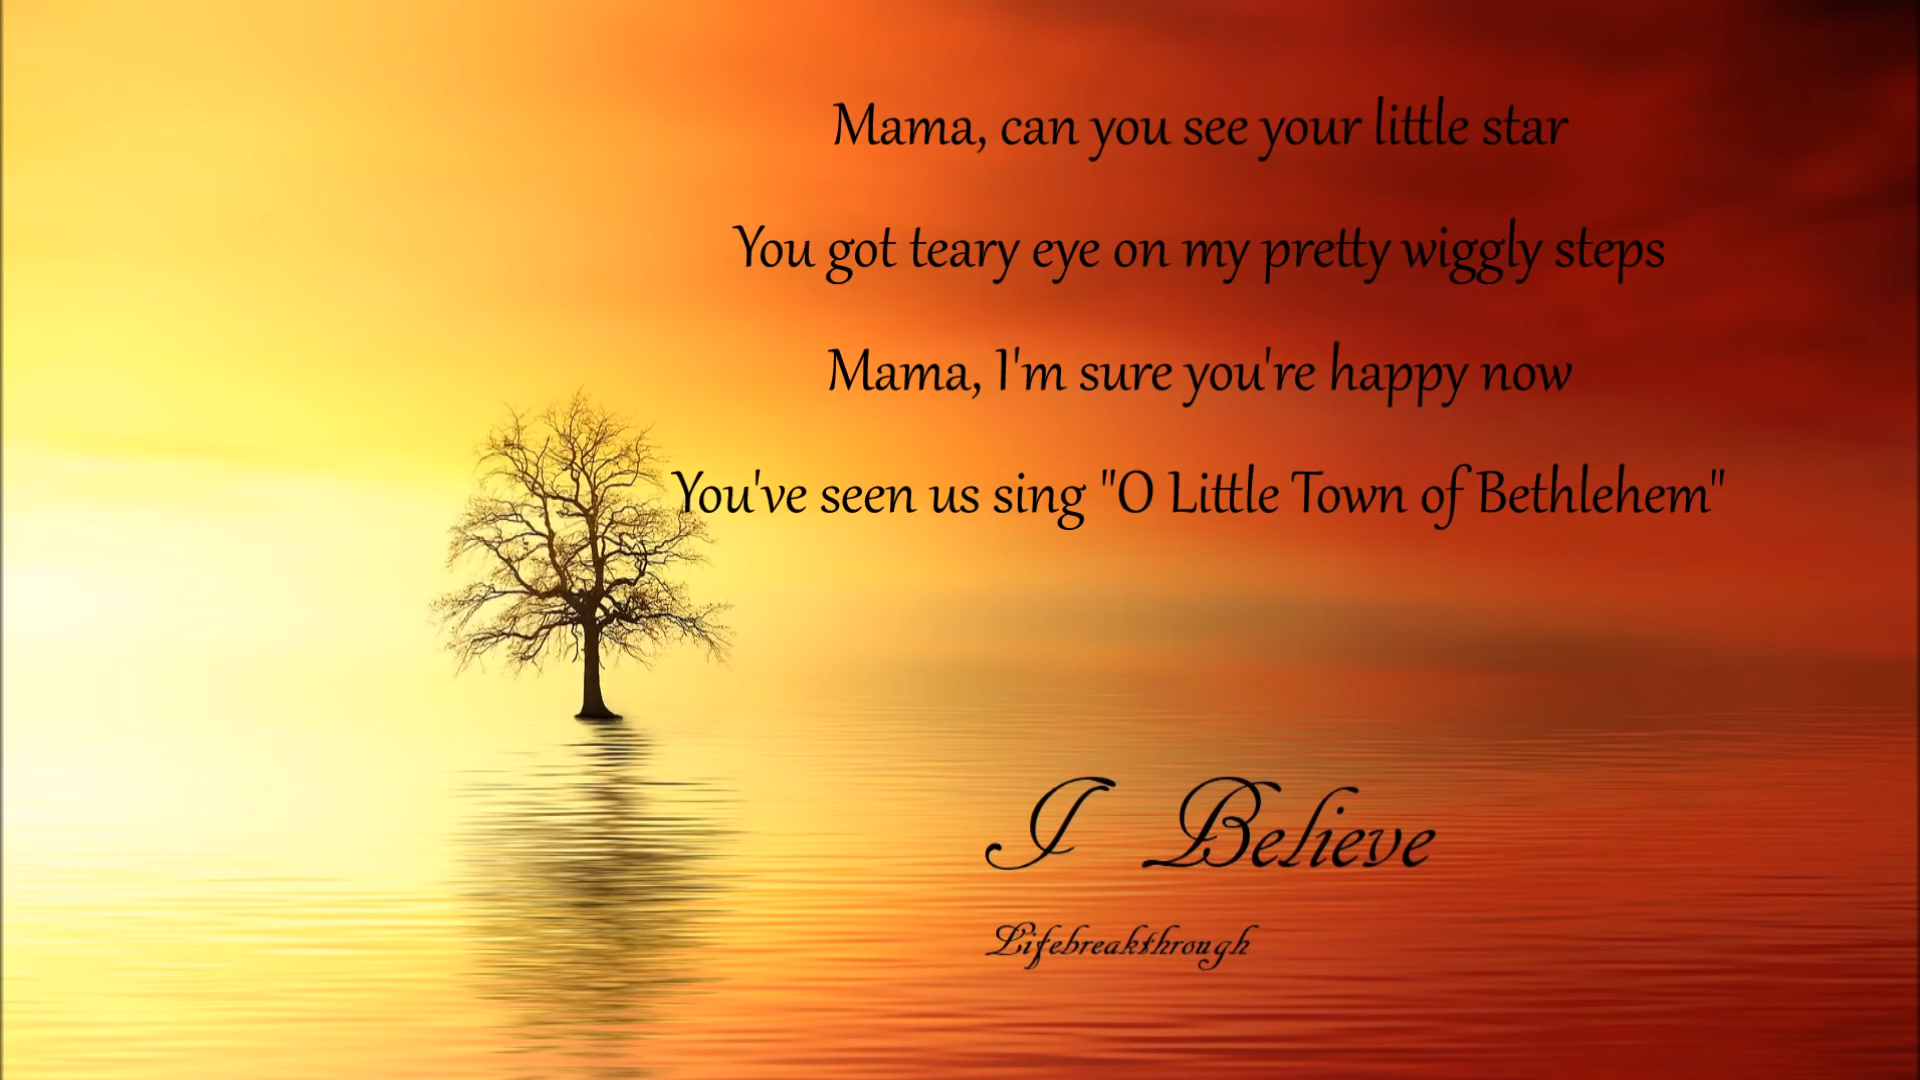 Mama, can you see your little star
You got teary eye on my pretty wiggly steps
Mama, I'm sure you're happy now
You've seen us sing "O Little Town of Bethlehem"
I Believe
Lifebreakthrough